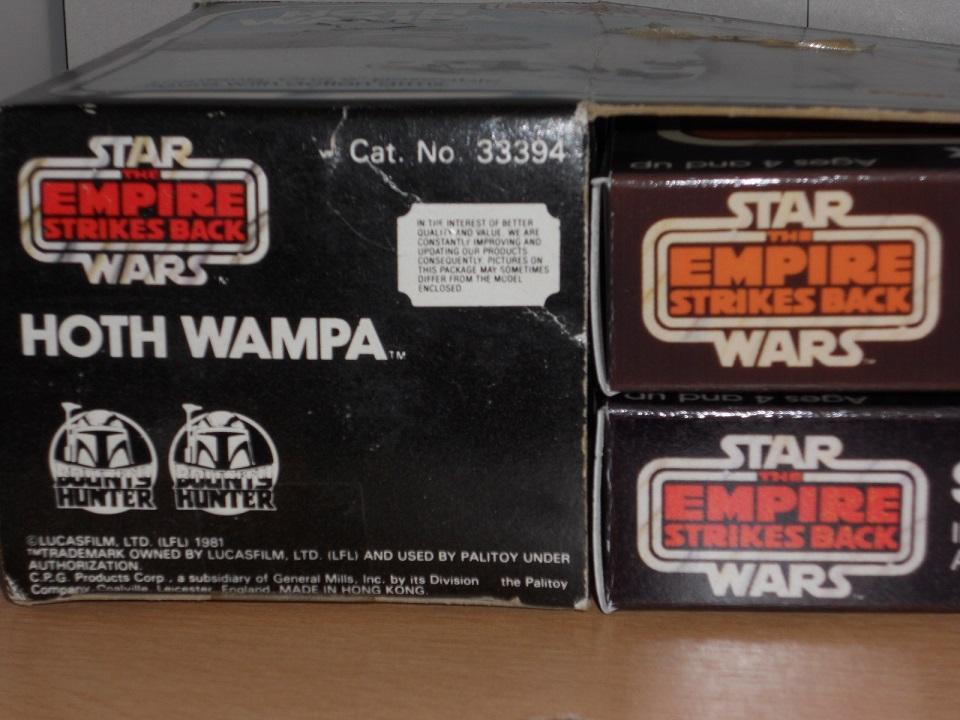 STAR
THE
EMPIRE
STRIKES BACK
WARS
Cat. No 33394
IN THE INTEREST OF BETTER
QUALITY AND VALUE WE ARE
CONSTANTLY IMPROVING AND
UPDATING OUR PRODUCTS
CONSEQUENTLY, PICTURES ON
THIS PACKAGE MAY SOMETIMES
DIFFER FROM THE MODEL
ENCLOSED
HOTH WAMPA TM
BOUNTY
HUNTER
BOUNTY
HUNTER
©LUCASFILM, LTD. (LFL) 1981
™TRADEMARK OWNED BY LUCASFILM, LTD. (LFL) AND USED BY PALITOY UNDER
AUTHORIZATION.
C.P.G. Products Corp., a subsidiary of General Mills, Inc. by its Division the Palitoy
Company Coalville, Leicester, England. MADE IN HONG KONG.
Ages 4 and up
STAR
THE
EMPIRE
STRIKES BACK
WARS TM
Ages 4 and up
STAR
THE
EMPIRE
STRIKES BACK
WARS
S